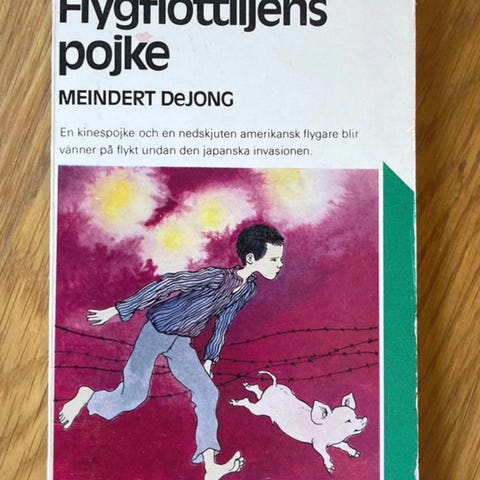 Flygflottiljens
pojke
MEINDERT DeJONG
En kinespojke och en nedskjuten amerikansk flygare blir
vänner på flykt undan den japanska invasionen.